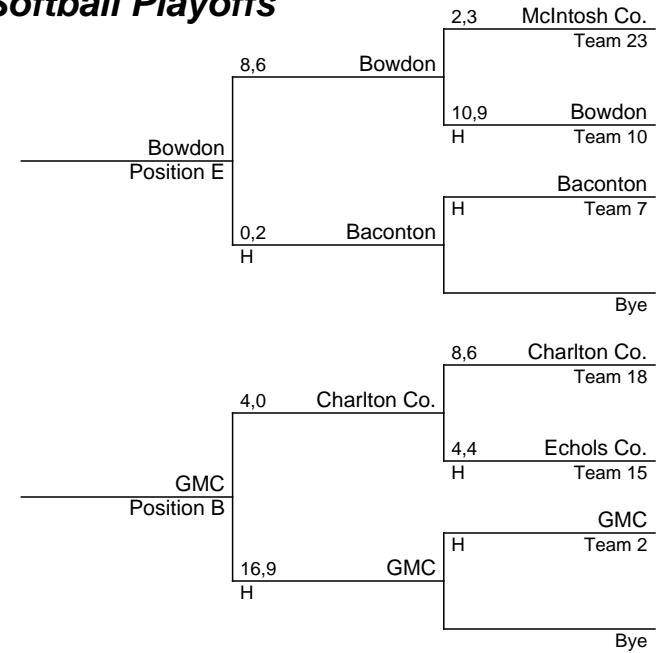 Softball Playoffs
2,3 McIntosh Co.
Team 23
8,6 Bowdon
10,9 Bowdon
H Team 10
Bowdon
Position E
Baconton
H Team 7
0,2 Baconton
H
Bye
8,6 Charlton Co.
Team 18
4,0 Charlton Co.
4,4 Echols Co.
H Team 15
GMC
Position B
GMC
H Team 2
16,9 GMC
H
Bye